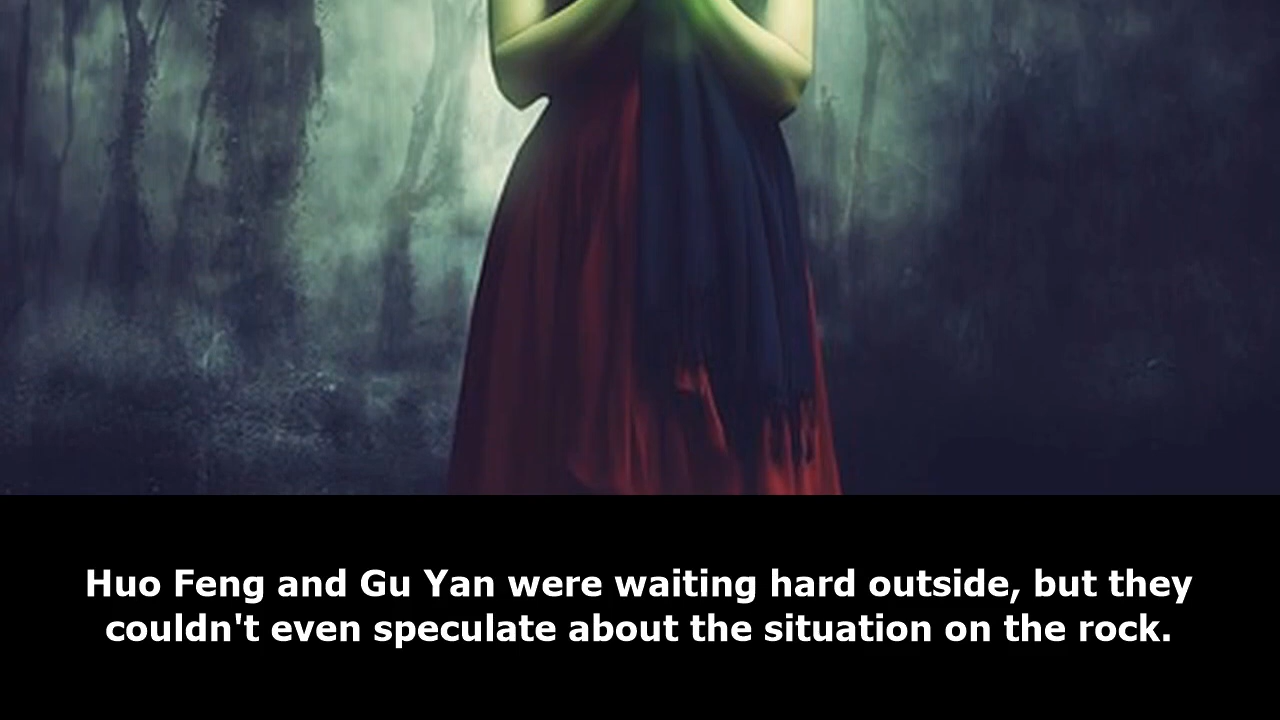 Huo Feng and Gu Yan were waiting hard outside, but they
couldn't even speculate about the situation on the rock.